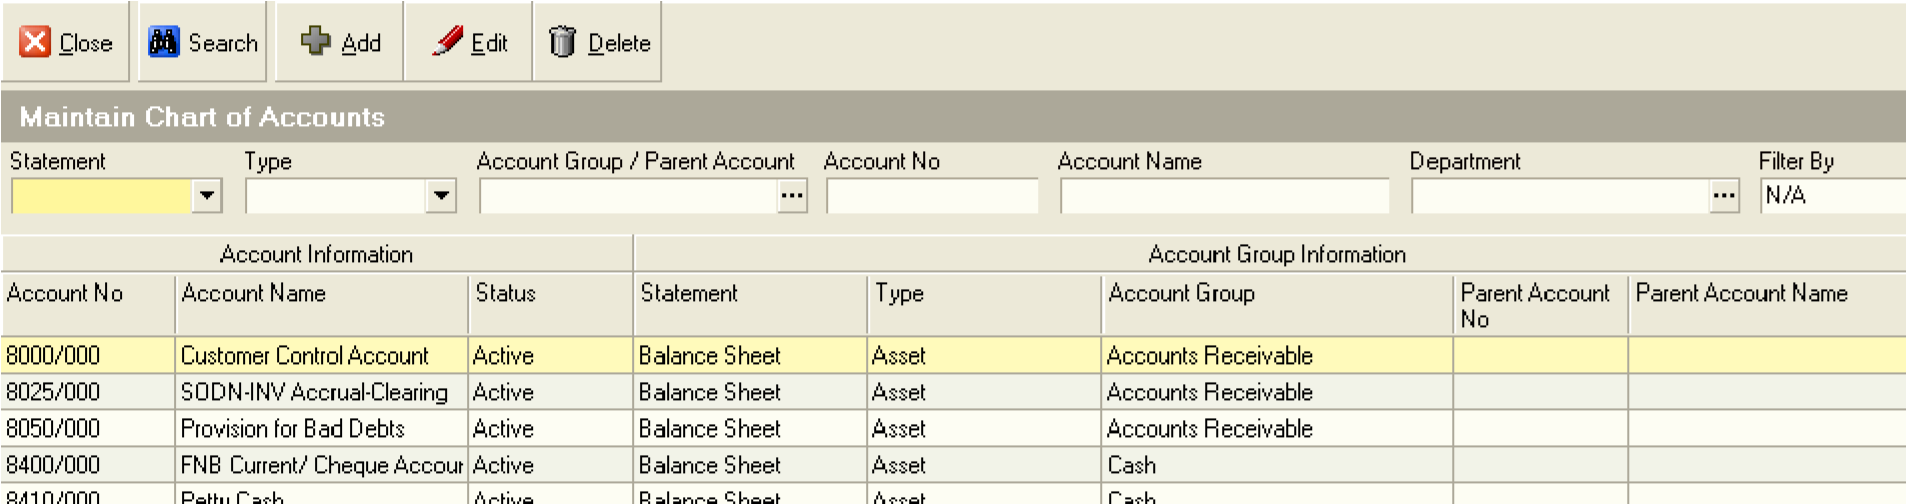 Close Search Add Edit Delete
Maintain Chart of Accounts
Statement Type Account Group / Parent Account Account No Account Name Department Filter By
... ... N/A
Account Information Account Group Information
Account No Account Name Status Statement Type Account Group Parent Account No Parent Account Name
8000/000 Customer Control Account Active Balance Sheet Asset Accounts Receivable
8025/000 SODN-INV Accrual-Clearing Active Balance Sheet Asset Accounts Receivable
8050/000 Provision for Bad Debts Active Balance Sheet Asset Accounts Receivable
8400/000 FNB Current/ Cheque Accour Active Balance Sheet Asset Cash
8410/000 Petty Cash Active Balance Sheet Asset Cash